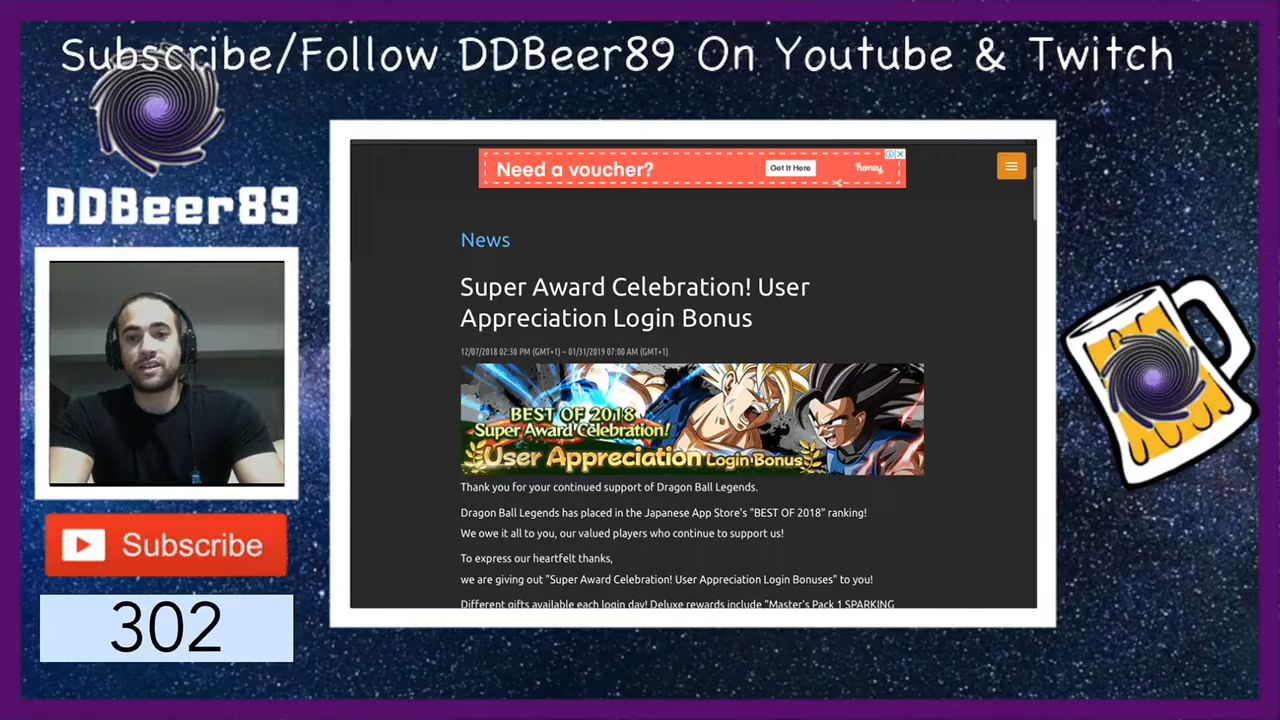 Subscribe/Follow DDBeer89 On Youtube & Twitch
DDBeer89
Subscribe
302
Need a voucher?
Get It Here
honey
News
Super Award Celebration! User
Appreciation Login Bonus
12/07/2018 02:30 PM (GMT+1) – 01/31/2019 07:00 AM (GMT+1)
BEST OF 2018
Super Award Celebration!
User Appreciation Login Bonus
Thank you for your continued support of Dragon Ball Legends.
Dragon Ball Legends has placed in the Japanese App Store's "BEST OF 2018" ranking!
We owe it all to you, our valued players who continue to support us!
To express our heartfelt thanks,
we are giving out "Super Award Celebration! User Appreciation Login Bonuses" to you!
Different gifts available each login day! Deluxe rewards include "Master's Pack 1 SPARKING